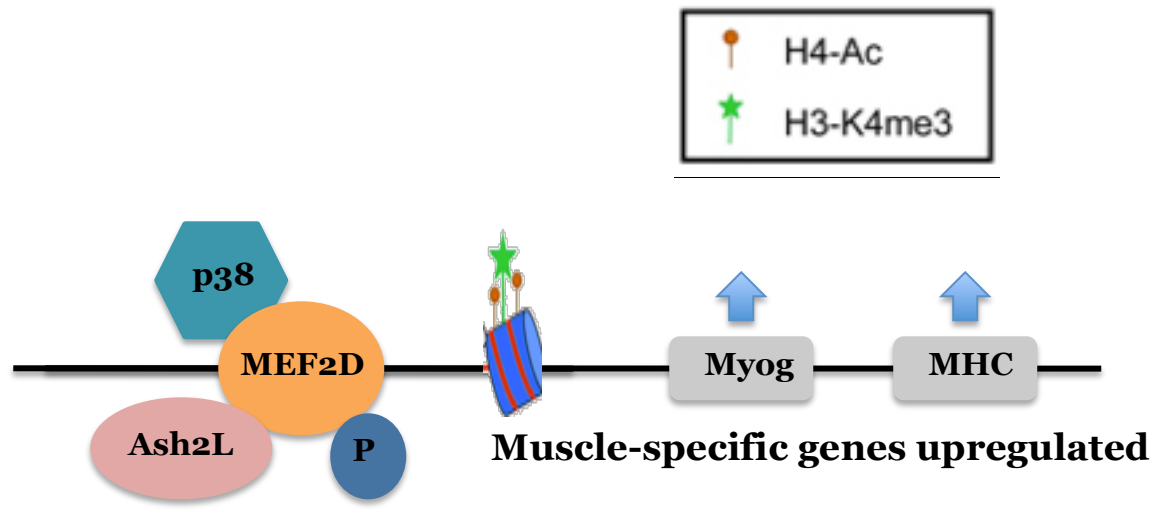 H4-Ac
H3-K4me3
p38
MEF2D
Myog
MHC
Ash2L
P
Muscle-specific genes upregulated